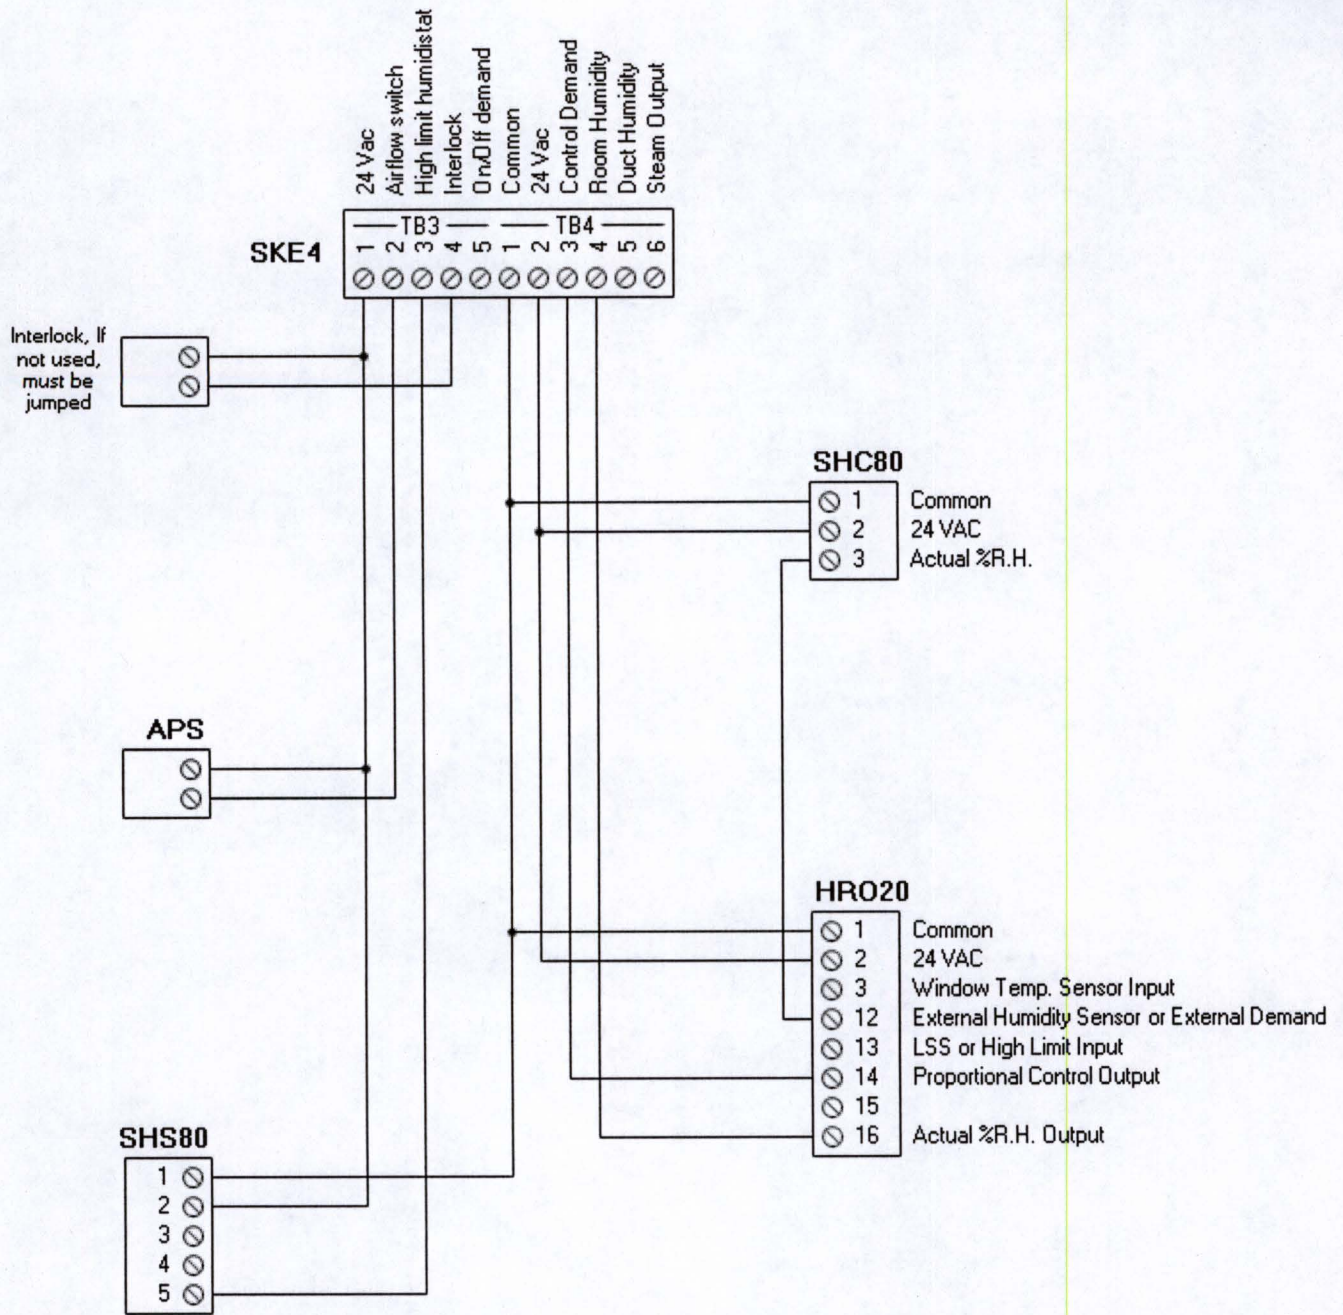 24 Vac
Airflow switch
High limit humidistat
Interlock
On/Off demand
Common
24 Vac
Control Demand
Room Humidity
Duct Humidity
Steam Output
TB3 TB4
SKE4
1 2 3 4 5 1 2 3 4 5 6
Interlock, If
not used,
must be
jumped
SHC80
1 Common
2 24 VAC
3 Actual %R.H.
APS
HRO20
1 Common
2 24 VAC
3 Window Temp. Sensor Input
12 External Humidity Sensor or External Demand
13 LSS or High Limit Input
14 Proportional Control Output
15
16 Actual %R.H. Output
SHS80
1
2
3
4
5